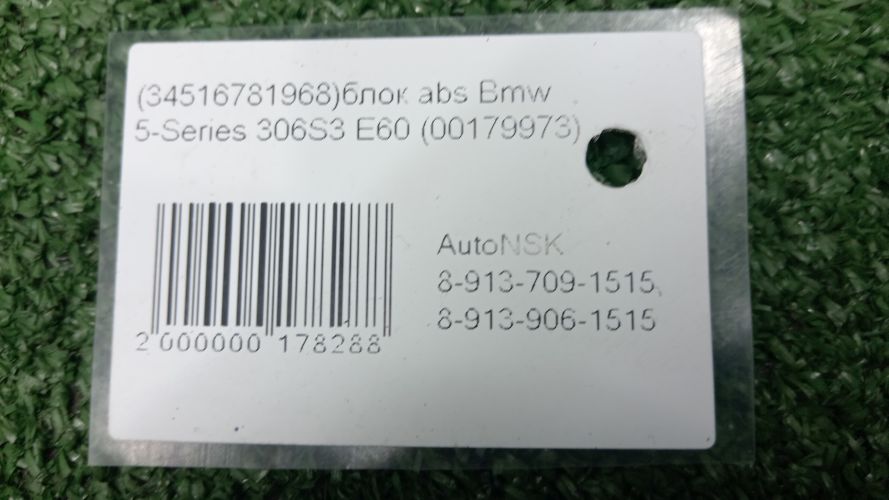 (34516781968)блок abs Bmw
5-Series 306S3 E60 (00179973)
AutoNSK
8-913-709-1515,
8-913-906-1515
2 000000 178288